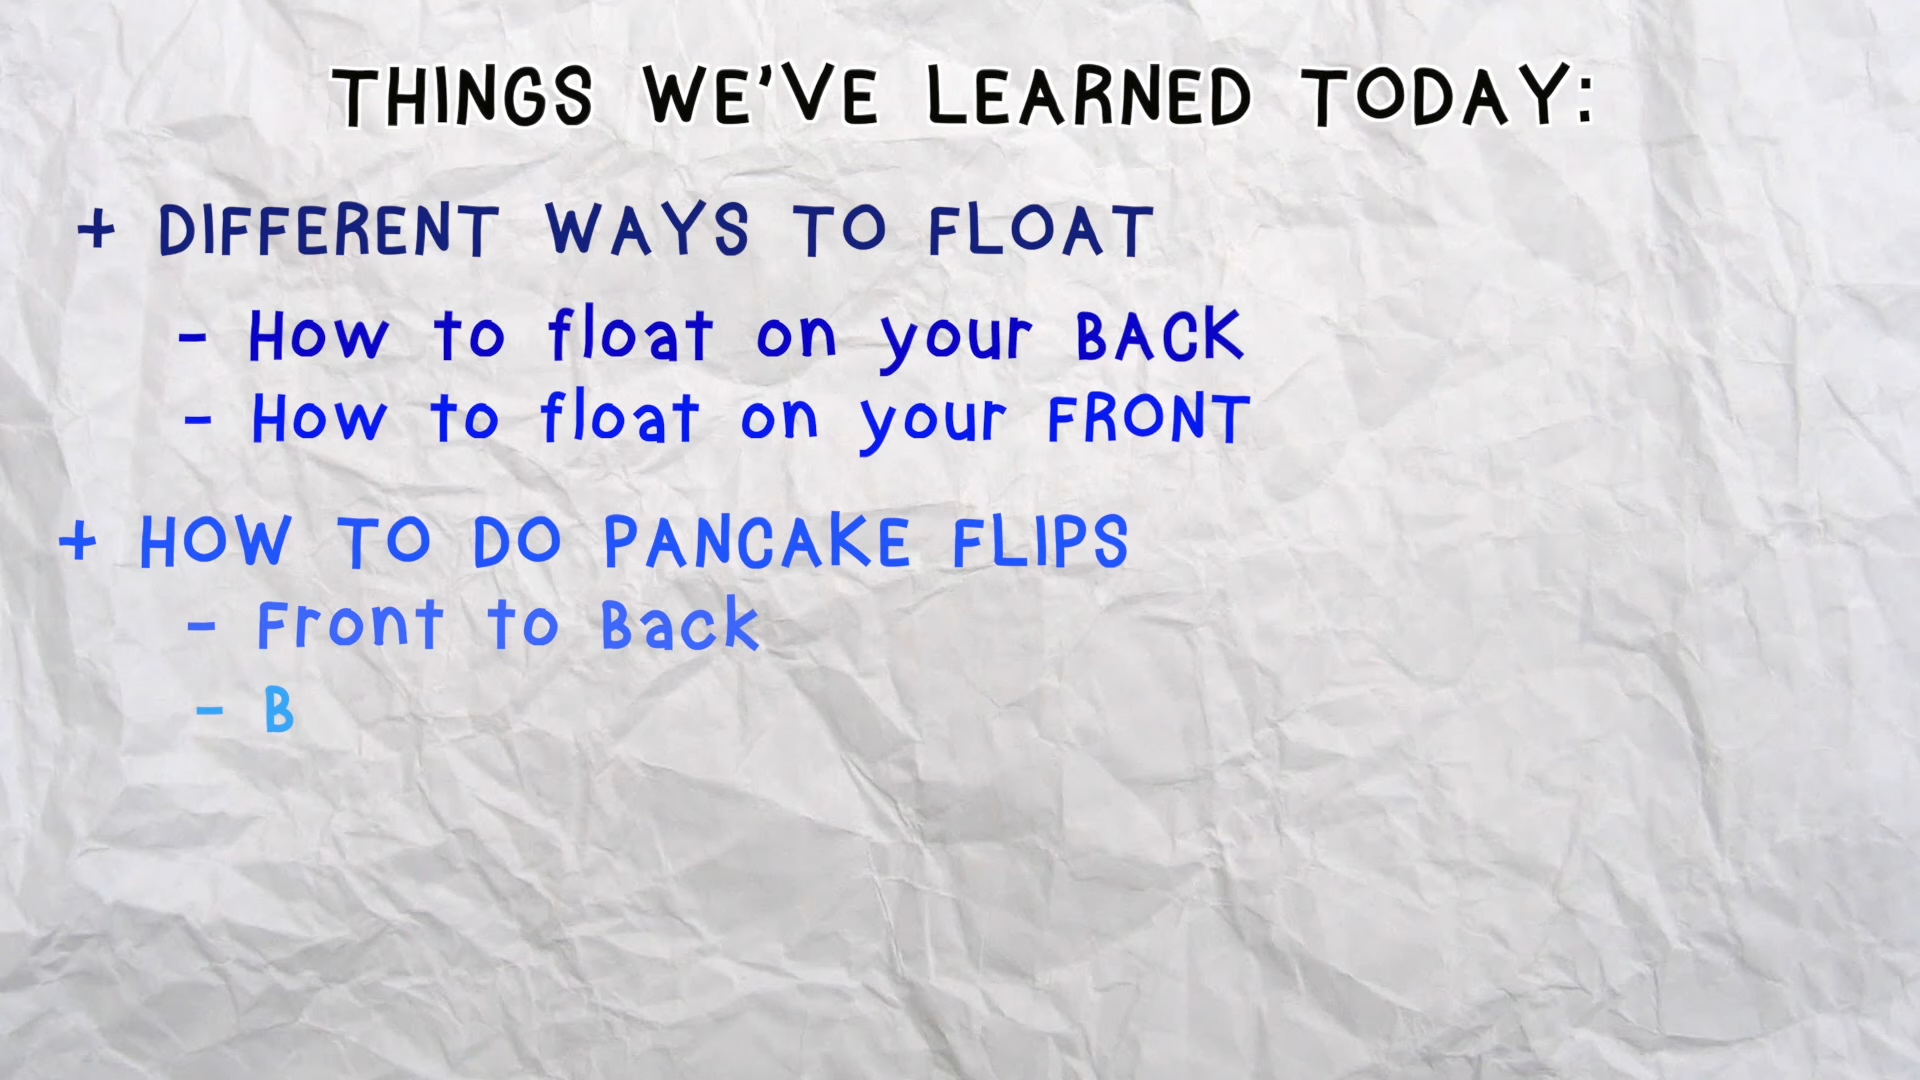 THINGS WE'VE LEARNED TODAY:
+ DIFFERENT WAYS TO FLOAT
- How to float on your BACK
- How to float on your FRONT
+ HOW TO DO PANCAKE FLIPS
- Front to Back
- B